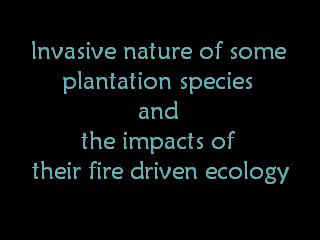 Invasive nature of some
plantation species
and
the impacts of
their fire driven ecology